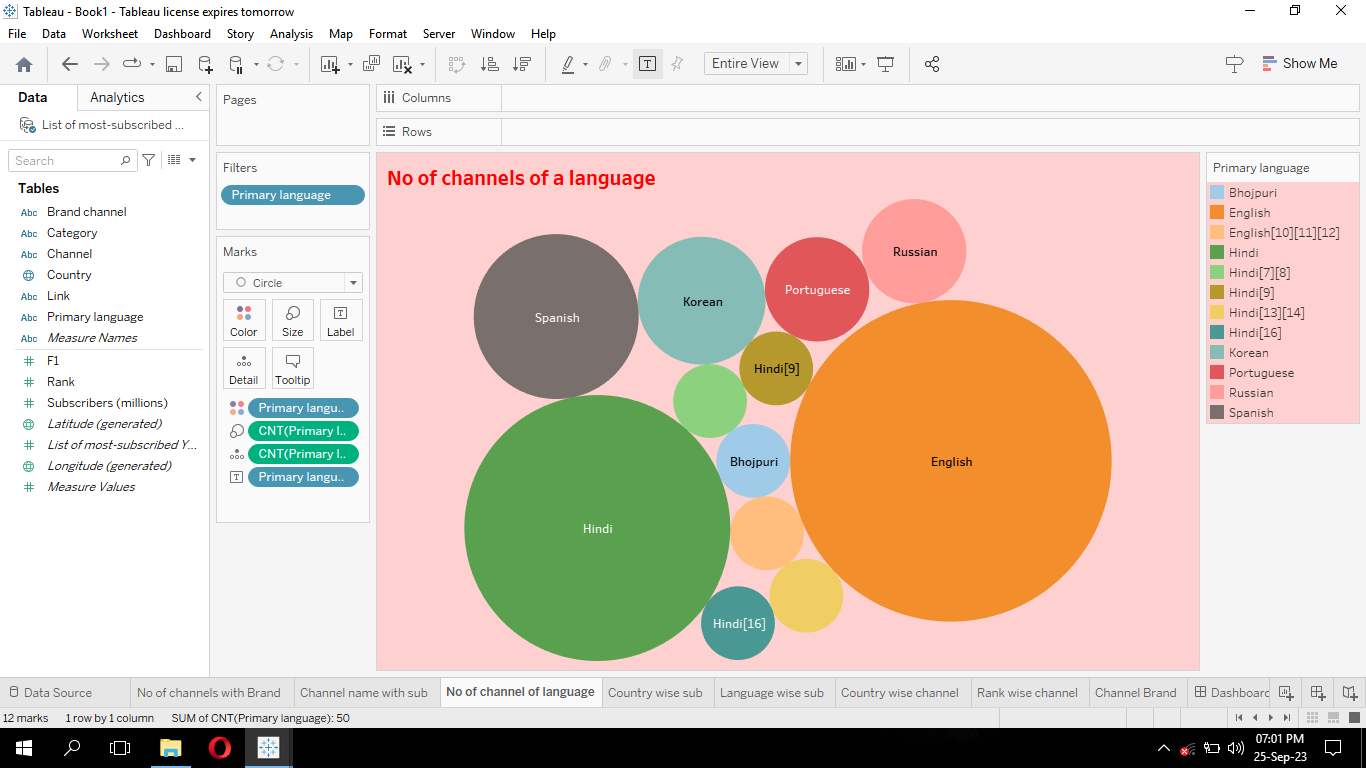 Tableau - Book1 - Tableau license expires tomorrow
File Data Worksheet Dashboard Story Analysis Map Format Server Window Help
Entire View
Show Me
Data Analytics
List of most-subscribed ...
Search
Tables
Abc Brand channel
Abc Category
Abc Channel
Country
Abc Link
Abc Primary language
Abc Measure Names
F1
Rank
Subscribers (millions)
Latitude (generated)
List of most-subscribed Y...
Longitude (generated)
Measure Values
Pages
Filters
Primary language
Marks
Circle
Color Size Label
Detail Tooltip
Primary langu..
CNT(Primary l..
CNT(Primary l..
Primary langu..
Columns
Rows
No of channels of a language
Russian
Portuguese
Korean
Spanish
Hindi[9]
Bhojpuri
English
Hindi
Hindi[16]
Primary language
Bhojpuri
English
English[10][11][12]
Hindi
Hindi[7][8]
Hindi[9]
Hindi[13][14]
Hindi[16]
Korean
Portuguese
Russian
Spanish
Data Source No of channels with Brand Channel name with sub No of channel of language Country wise sub Language wise sub Country wise channel Rank wise channel Channel Brand Dashboard
12 marks 1 row by 1 column SUM of CNT(Primary language): 50
07:01 PM
25-Sep-23